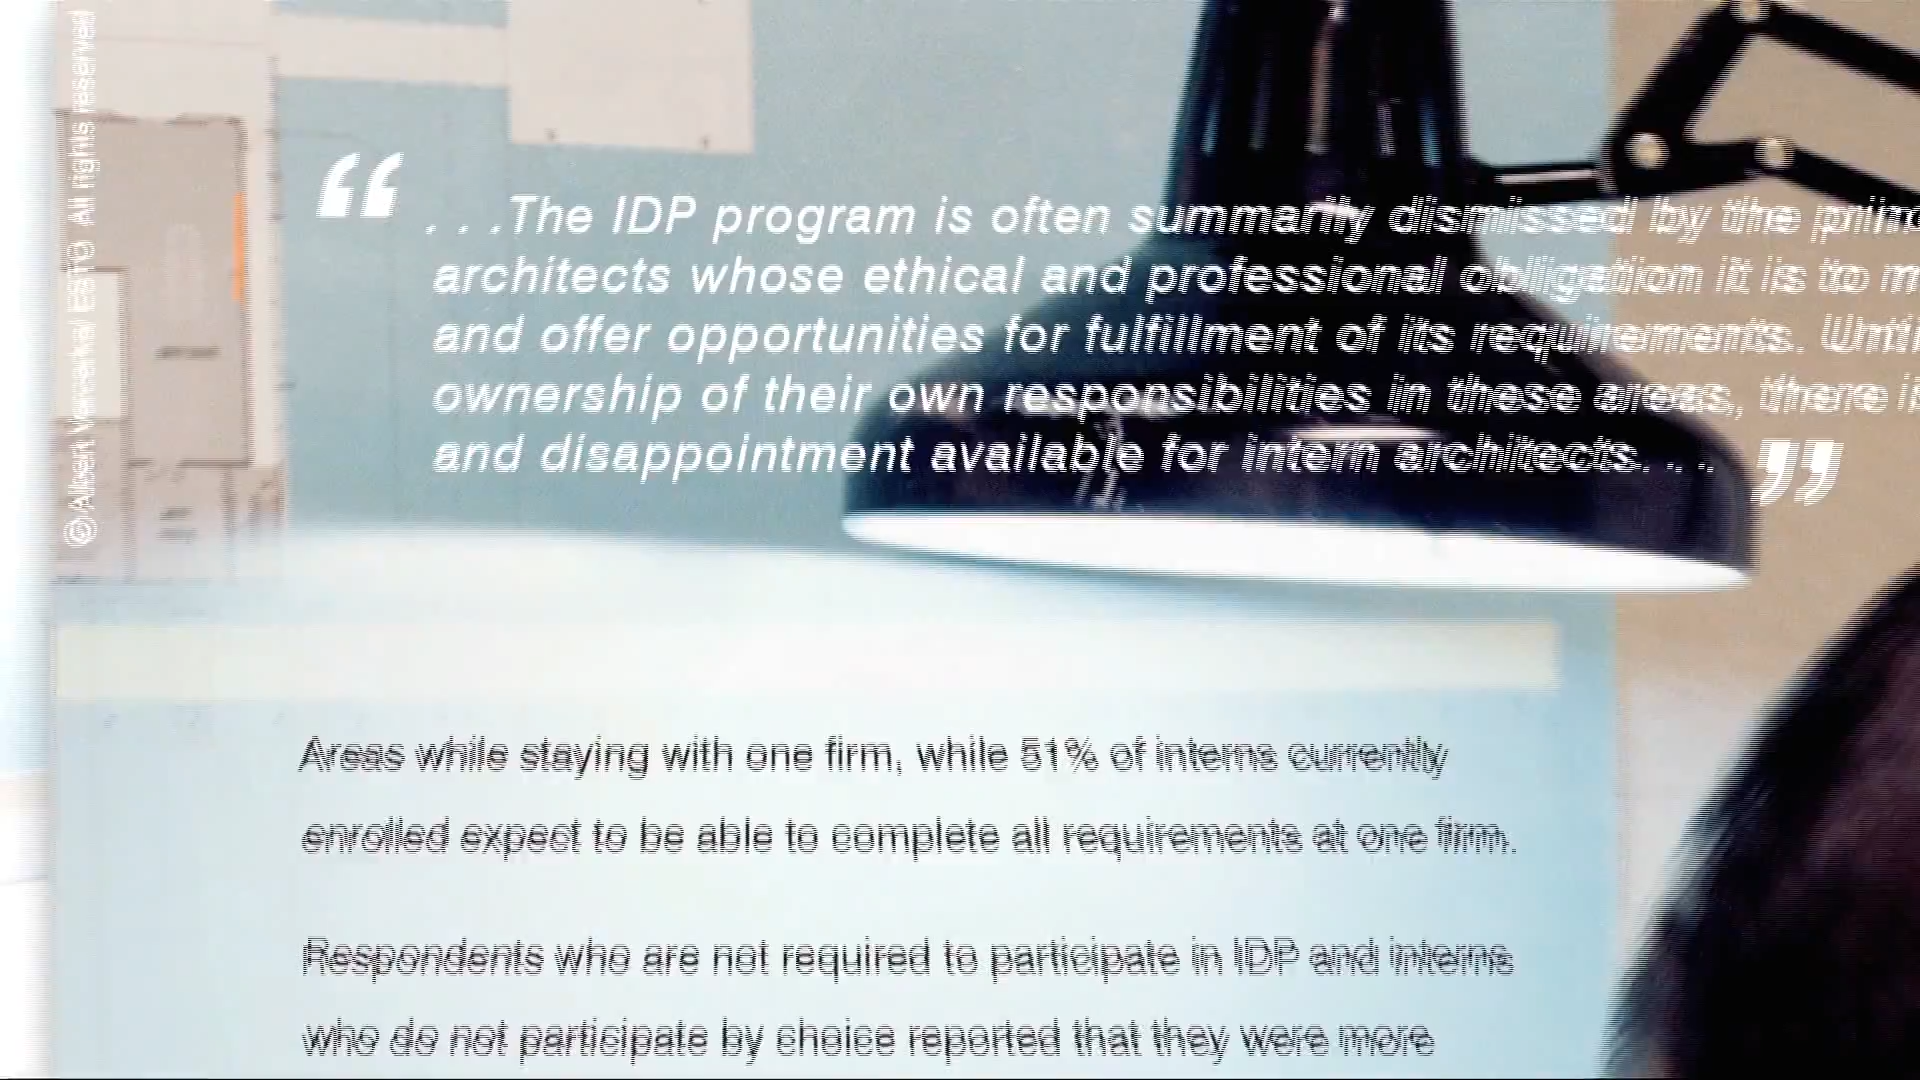 © Albert Vecerka/ ESTO All rights reserved
“ . . .The IDP program is often summarily dismissed by the
architects whose ethical and professional obligation it is to
and offer opportunities for fulfillment of its requirements.
ownership of their own responsibilities in these areas, there
and disappointment available for intern architects. . . ”
Areas while staying with one firm, while 51% of interns currently
enrolled expect to be able to complete all requirements at one firm.
Respondents who are not required to participate in IDP and interns
who do not participate by choice reported that they were more